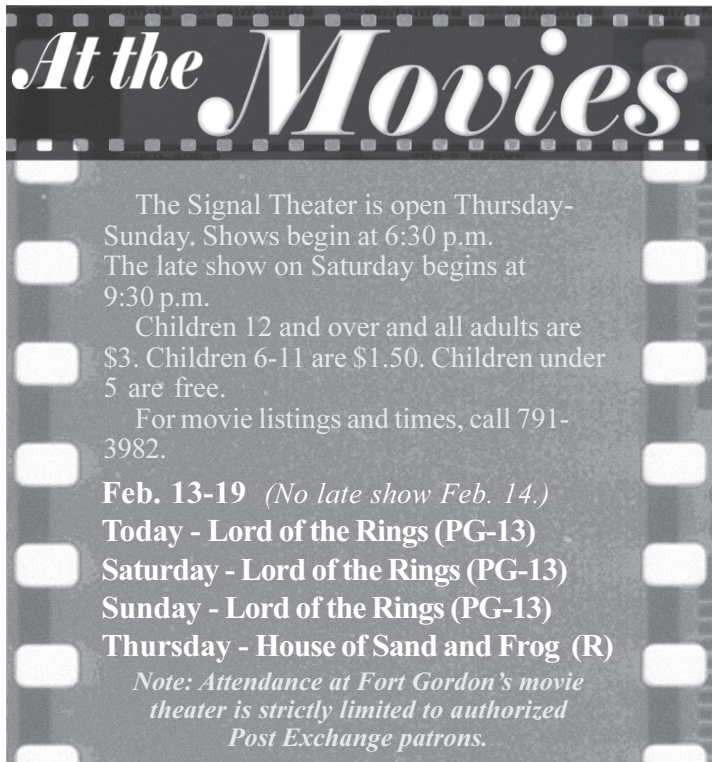 At the Movies
The Signal Theater is open Thursday-
Sunday. Shows begin at 6:30 p.m.
The late show on Saturday begins at
9:30 p.m.
Children 12 and over and all adults are
$3. Children 6-11 are $1.50. Children under
5 are free.
For movie listings and times, call 791-
3982.
Feb. 13-19 (No late show Feb. 14.)
Today - Lord of the Rings (PG-13)
Saturday - Lord of the Rings (PG-13)
Sunday - Lord of the Rings (PG-13)
Thursday - House of Sand and Frog (R)
Note: Attendance at Fort Gordon's movie
theater is strictly limited to authorized
Post Exchange patrons.